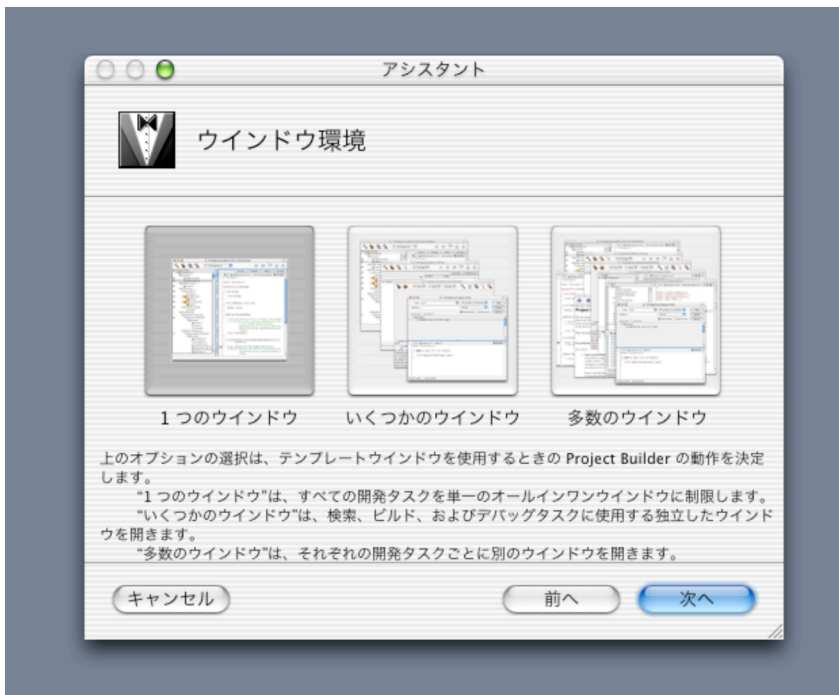 アシスタント
ウインドウ環境
1 つのウインドウ
いくつかのウインドウ
多数のウインドウ
上のオプションの選択は、テンプレートウインドウを使用するときの Project Builder の動作を決定
します。
“1 つのウインドウ”は、すべての開発タスクを単一のオールインワンウインドウに制限します。
“いくつかのウインドウ”は、検索、ビルド、およびデバッグタスクに使用する独立したウインド
ウを開きます。
“多数のウインドウ”は、それぞれの開発タスクごとに別のウインドウを開きます。
キャンセル
前へ
次へ